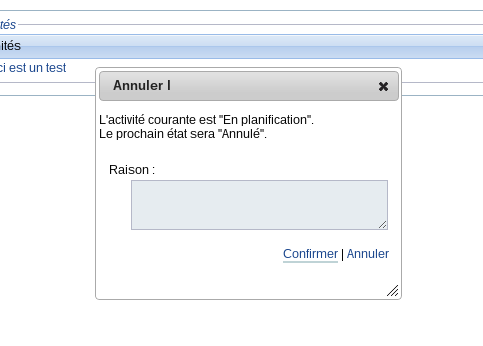 tés
ités
ci est un test
Annuler l
L'activité courante est "En planification".
Le prochain état sera "Annulé".
Raison :
Confirmer | Annuler